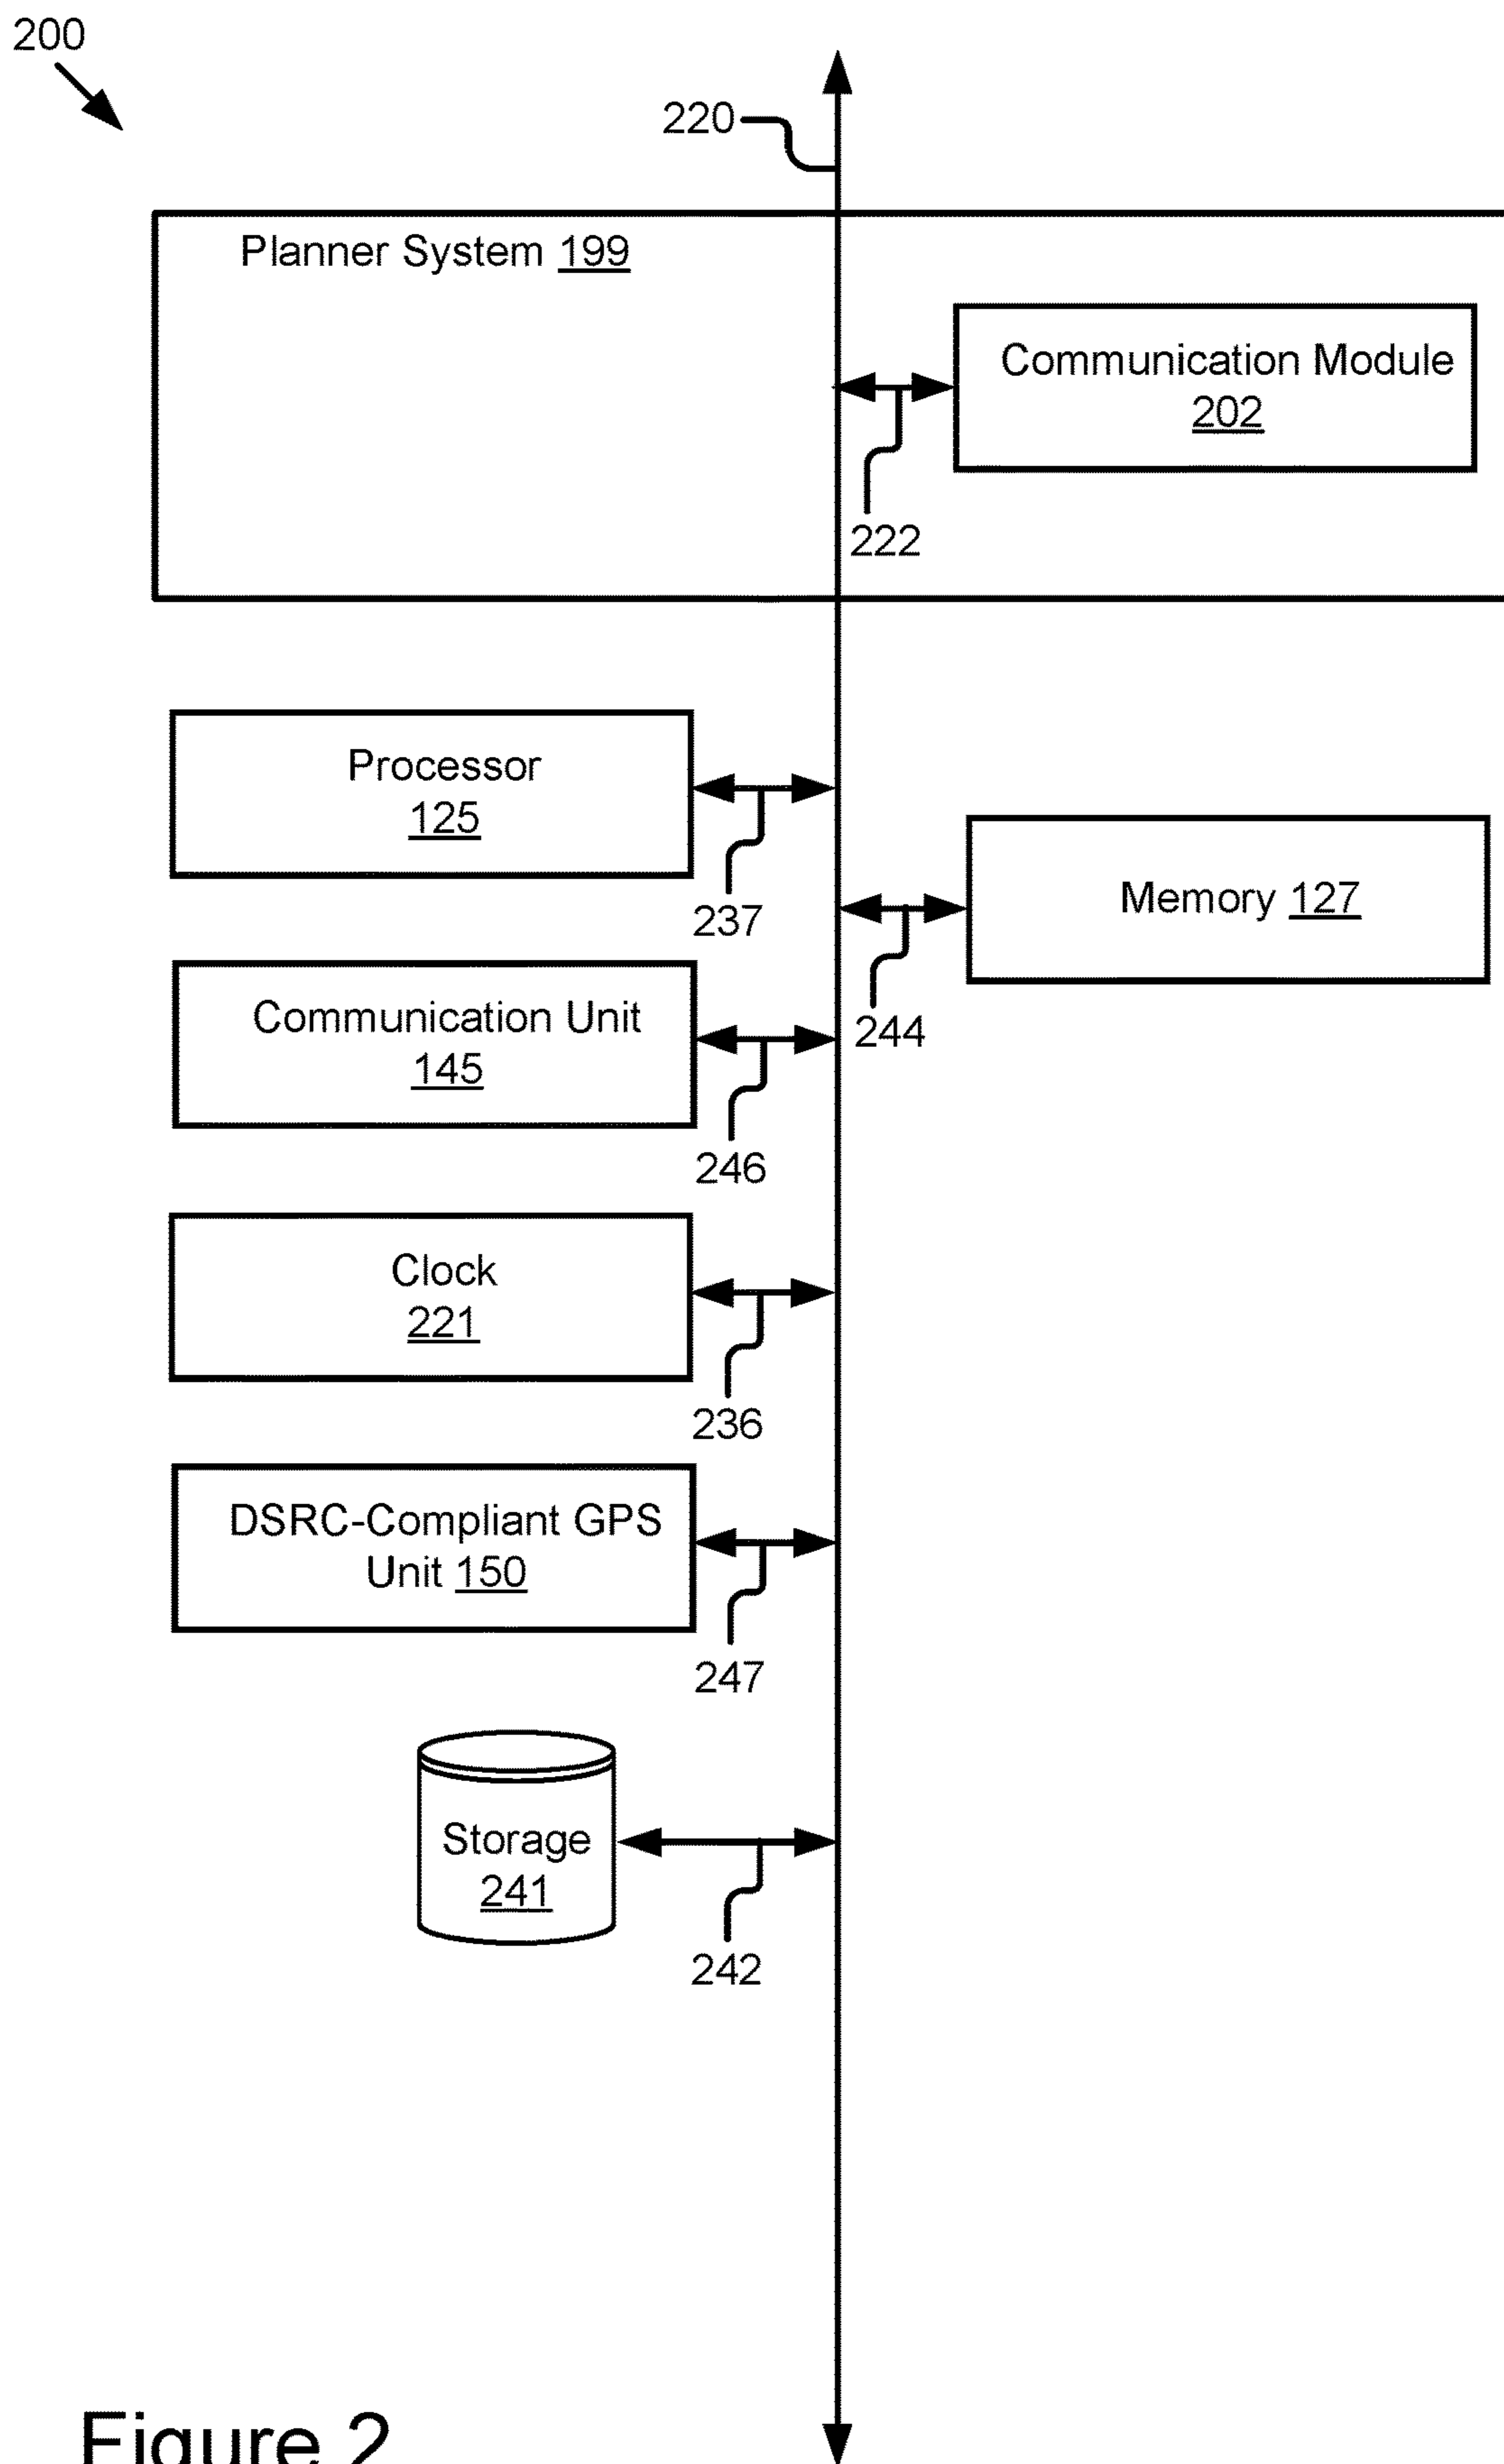 200
220
Planner System 199
Communication Module
202
222
Processor
125
237
Memory 127
244
Communication Unit
145
246
Clock
221
236
DSRC-Compliant GPS
Unit 150
247
Storage
241
242
Figure 2